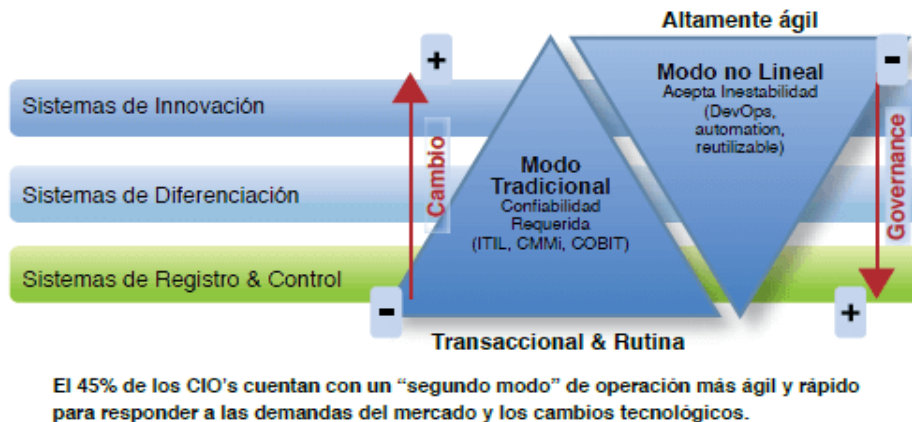 Altamente ágil
+
-
Modo no Lineal
Acepta Inestabilidad
(DevOps,
automation,
reutilizable)
Sistemas de Innovación
Cambio
Governance
Modo
Tradicional
Confiabilidad
Requerida
(ITIL, CMMi, COBIT)
Sistemas de Diferenciación
Sistemas de Registro & Control
-
+
Transaccional & Rutina
El 45% de los CIO's cuentan con un “segundo modo” de operación más ágil y rápido
para responder a las demandas del mercado y los cambios tecnológicos.